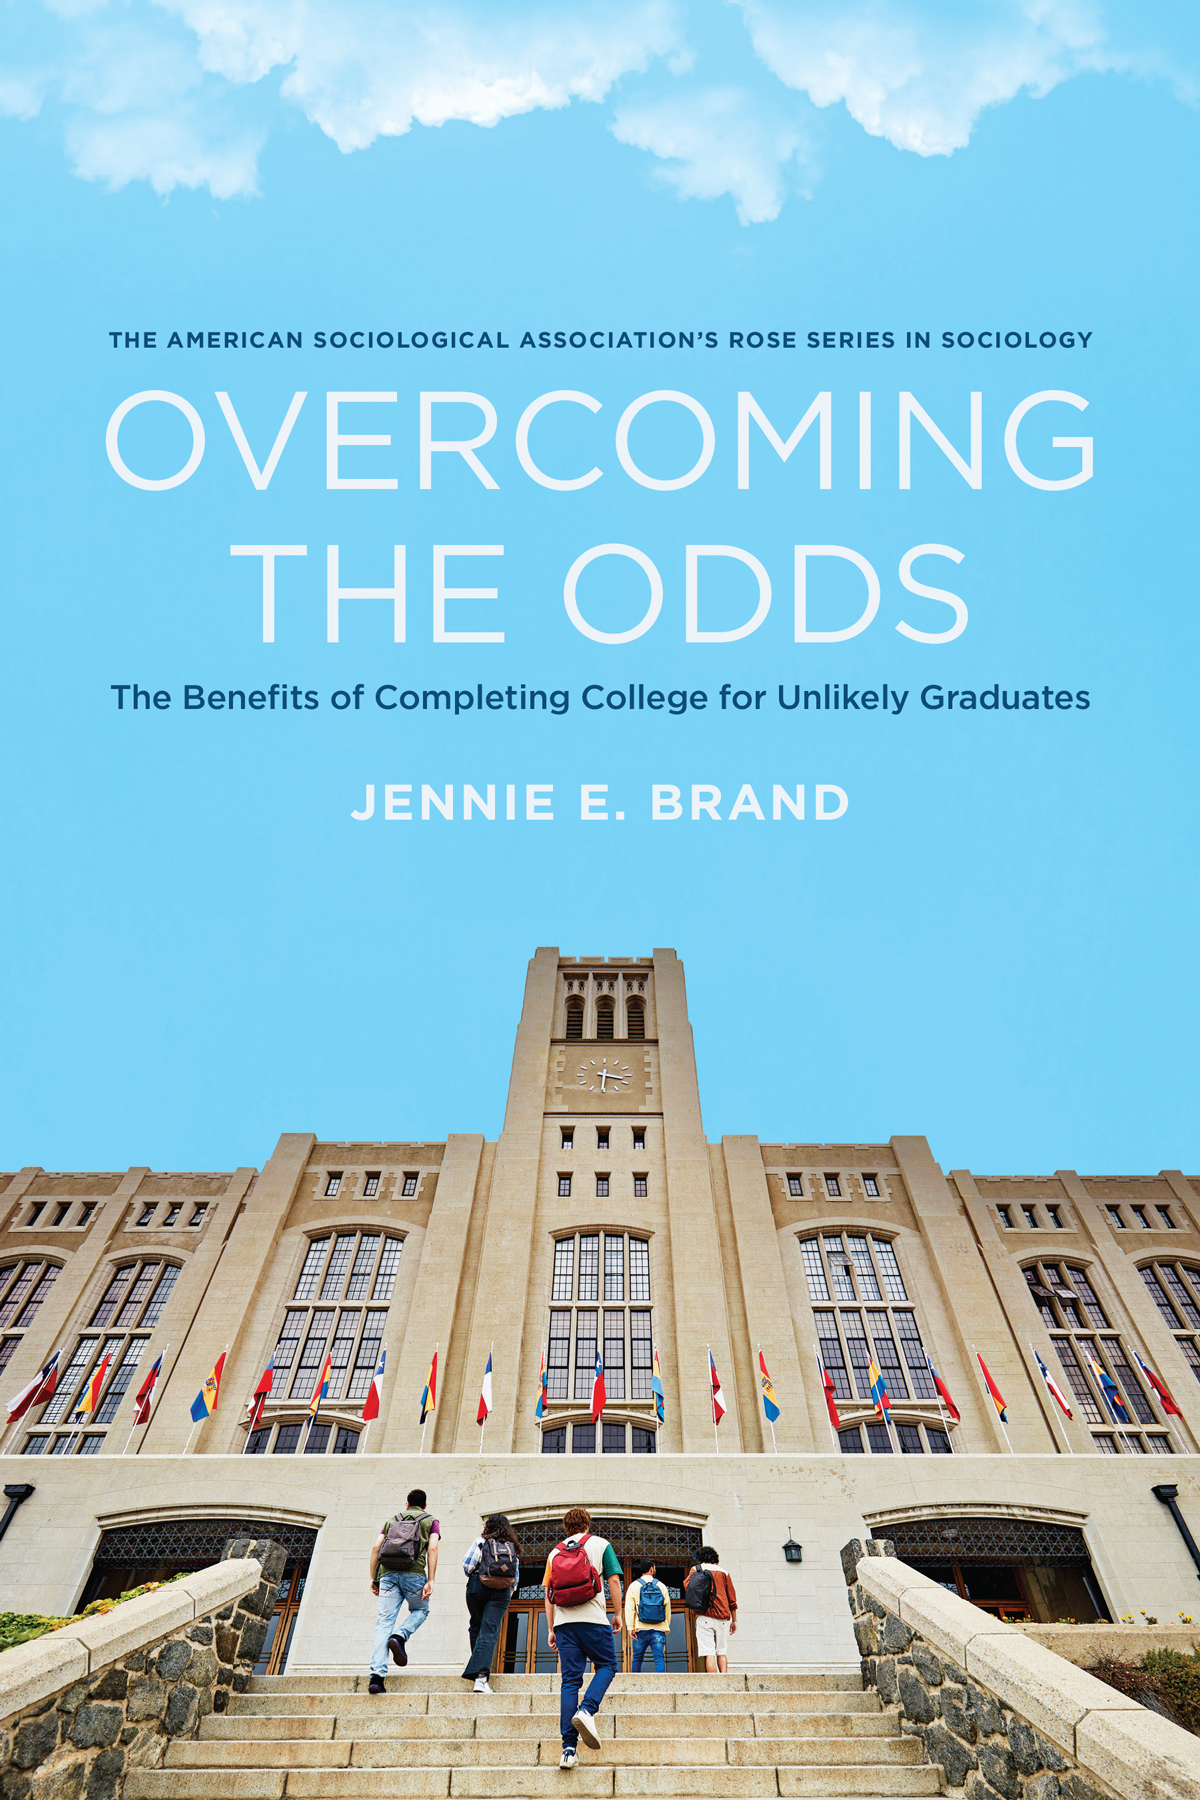 THE AMERICAN SOCIOLOGICAL ASSOCIATION'S ROSE SERIES IN SOCIOLOGY
OVERCOMING
THE ODDS
The Benefits of Completing College for Unlikely Graduates
JENNIE E. BRAND